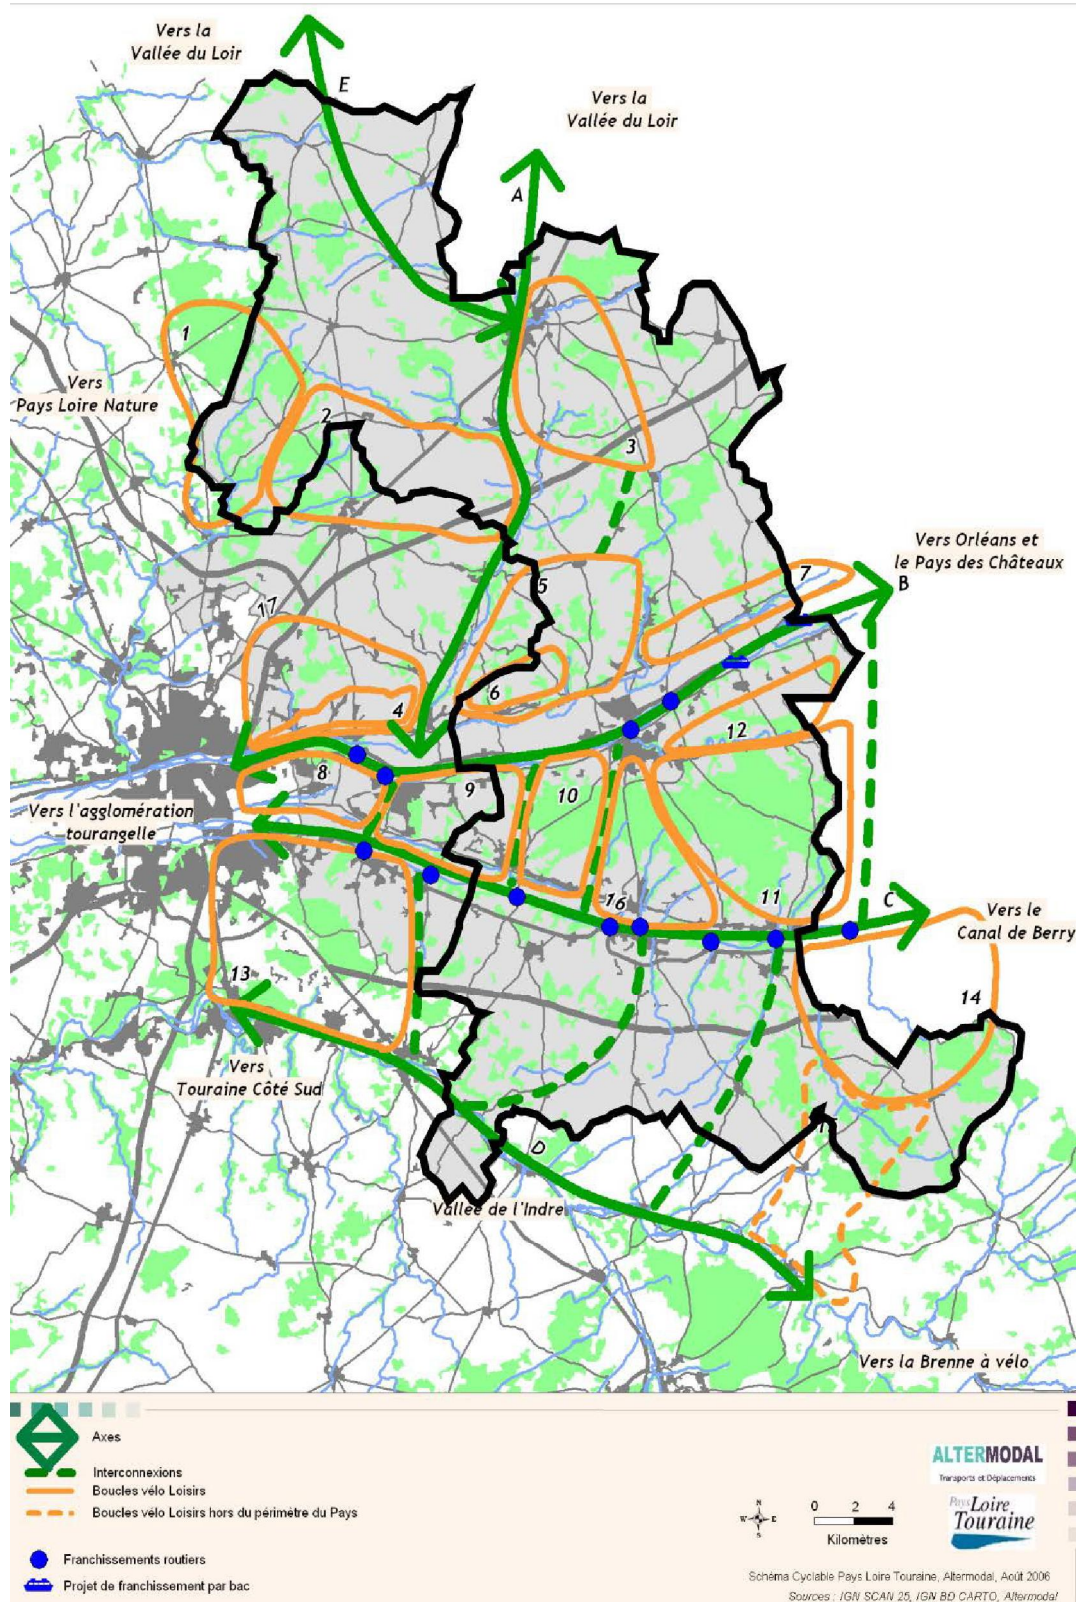 Vers la
Vallée du Loir
E
Vers la
Vallée du Loir
A
1
Vers
Pays Loire Nature
2
3
Vers Orléans et
le Pays des Châteaux
B
7
5
17
6
4
12
8
9
10
Vers l'agglomération
tourangelle
16
11
C
Vers le
Canal de Berry
13
14
Vers
Touraine Côté Sud
D
Vallée de l'Indre
Vers la Brenne à vélo
Axes
Interconnexions
Boucles vélo Loisirs
Boucles vélo Loisirs hors du périmètre du Pays
Franchissements routiers
Projet de franchissement par bac
N
W E
S
0 2 4
Kilomètres
ALTERMODAL
Transports et Déplacements
Pays Loire
Touraine
Schéma Cyclable Pays Loire Touraine, Altermodal, Août 2006
Sources : IGN SCAN 25, IGN BD CARTO, Altermodal